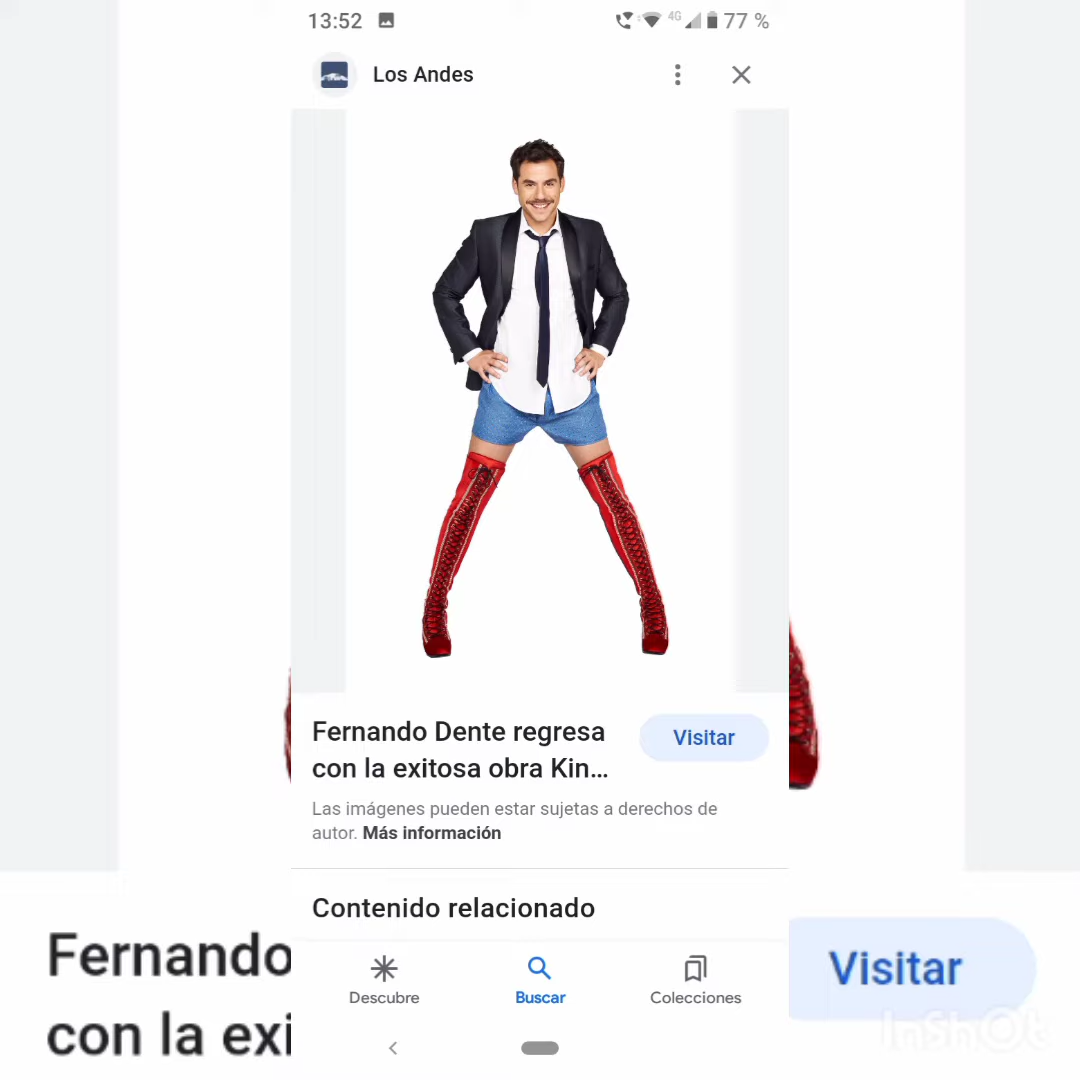 13:52
4G
77 %
Los Andes
Fernando Dente regresa
con la exitosa obra Kin...
Visitar
Las imágenes pueden estar sujetas a derechos de
autor. Más información
Contenido relacionado
Descubre
Buscar
Colecciones
Fernando
con la exi
Visitar
InShOt